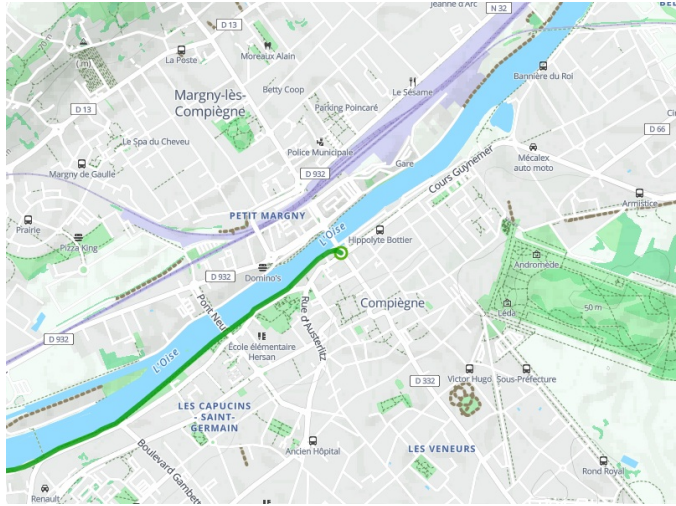 Jeanne d'Arc
N 32
D 13
La Poste
Moreaux Alain
Bannière du Roi
Betty Coop
Le Sésame
Margny-lès-
Compiègne
Parking Poincaré
D 13
D 66
Le Spa du Cheveu
Police Municipale
Mécalex
auto moto
Gare
Margny de Gaulle
D 932
Cours Guynemer
Armistice
PETIT MARGNY
Prairie
L'Oise
Hippolyte Bottier
Pizza King
Andromède
D 932
Domino's
Pont Neuf
Rue d'Austerlitz
Compiègne
Léda
50 m
D 932
École élémentaire
Hersan
L'Oise
D 332
Victor Hugo
Sous-Préfecture
LES CAPUCINS
- SAINT-
GERMAIN
Boulevard Gambetta
Ancien Hôpital
LES VENEURS
Rond Royal
Renault